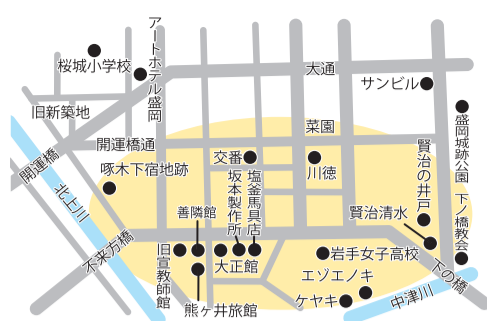 桜城小学校
アートホテル盛岡
大通
サンビル
旧新築地
菜園
盛岡城跡公園
開運橋通
開運橋
啄木下宿地跡
交番
川徳
賢治の井戸
坂本製作所
塩釜馬具店
北上川
善隣館
賢治清水
下ノ橋教会
不来方橋
旧宣教師館
大正館
岩手女子高校
エゾエノキ
下の橋
熊ヶ井旅館
ケヤキ
中津川